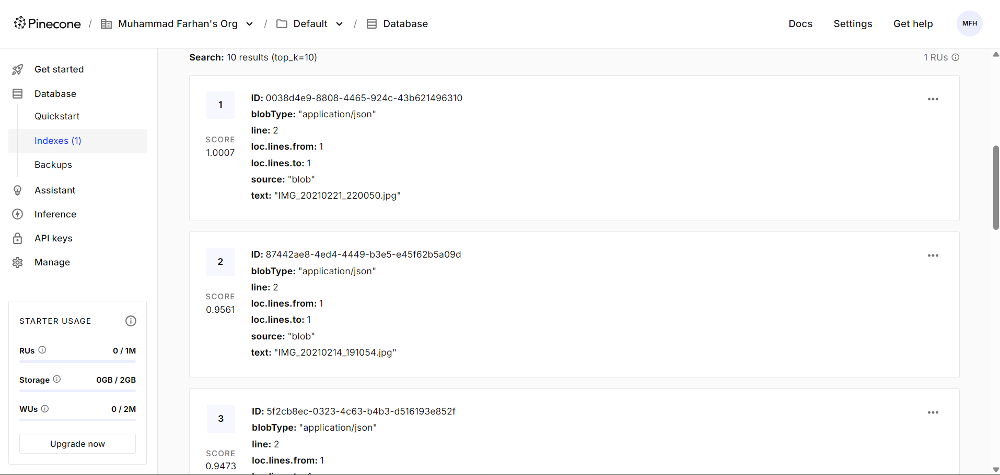 Pinecone / Muhammad Farhan's Org / Default / Database
Docs Settings Get help MFH
Get started
Database
Quickstart
Indexes (1)
Backups
Assistant
Inference
API keys
Manage
STARTER USAGE
RUs 0 / 1M
Storage 0GB / 2GB
WUs 0 / 2M
Upgrade now
Search: 10 results (top_k=10) 1 RUs
1
SCORE
1.0007
ID: 0038d4e9-8808-4465-924c-43b621496310
blobType: "application/json"
line: 2
loc.lines.from: 1
loc.lines.to: 1
source: "blob"
text: "IMG_20210221_220050.jpg"
2
SCORE
0.9561
ID: 87442ae8-4ed4-4449-b3e5-e45f62b5a09d
blobType: "application/json"
line: 2
loc.lines.from: 1
loc.lines.to: 1
source: "blob"
text: "IMG_20210214_191054.jpg"
3
SCORE
0.9473
ID: 5f2cb8ec-0323-4c63-b4b3-d516193e852f
blobType: "application/json"
line: 2
loc.lines.from: 1